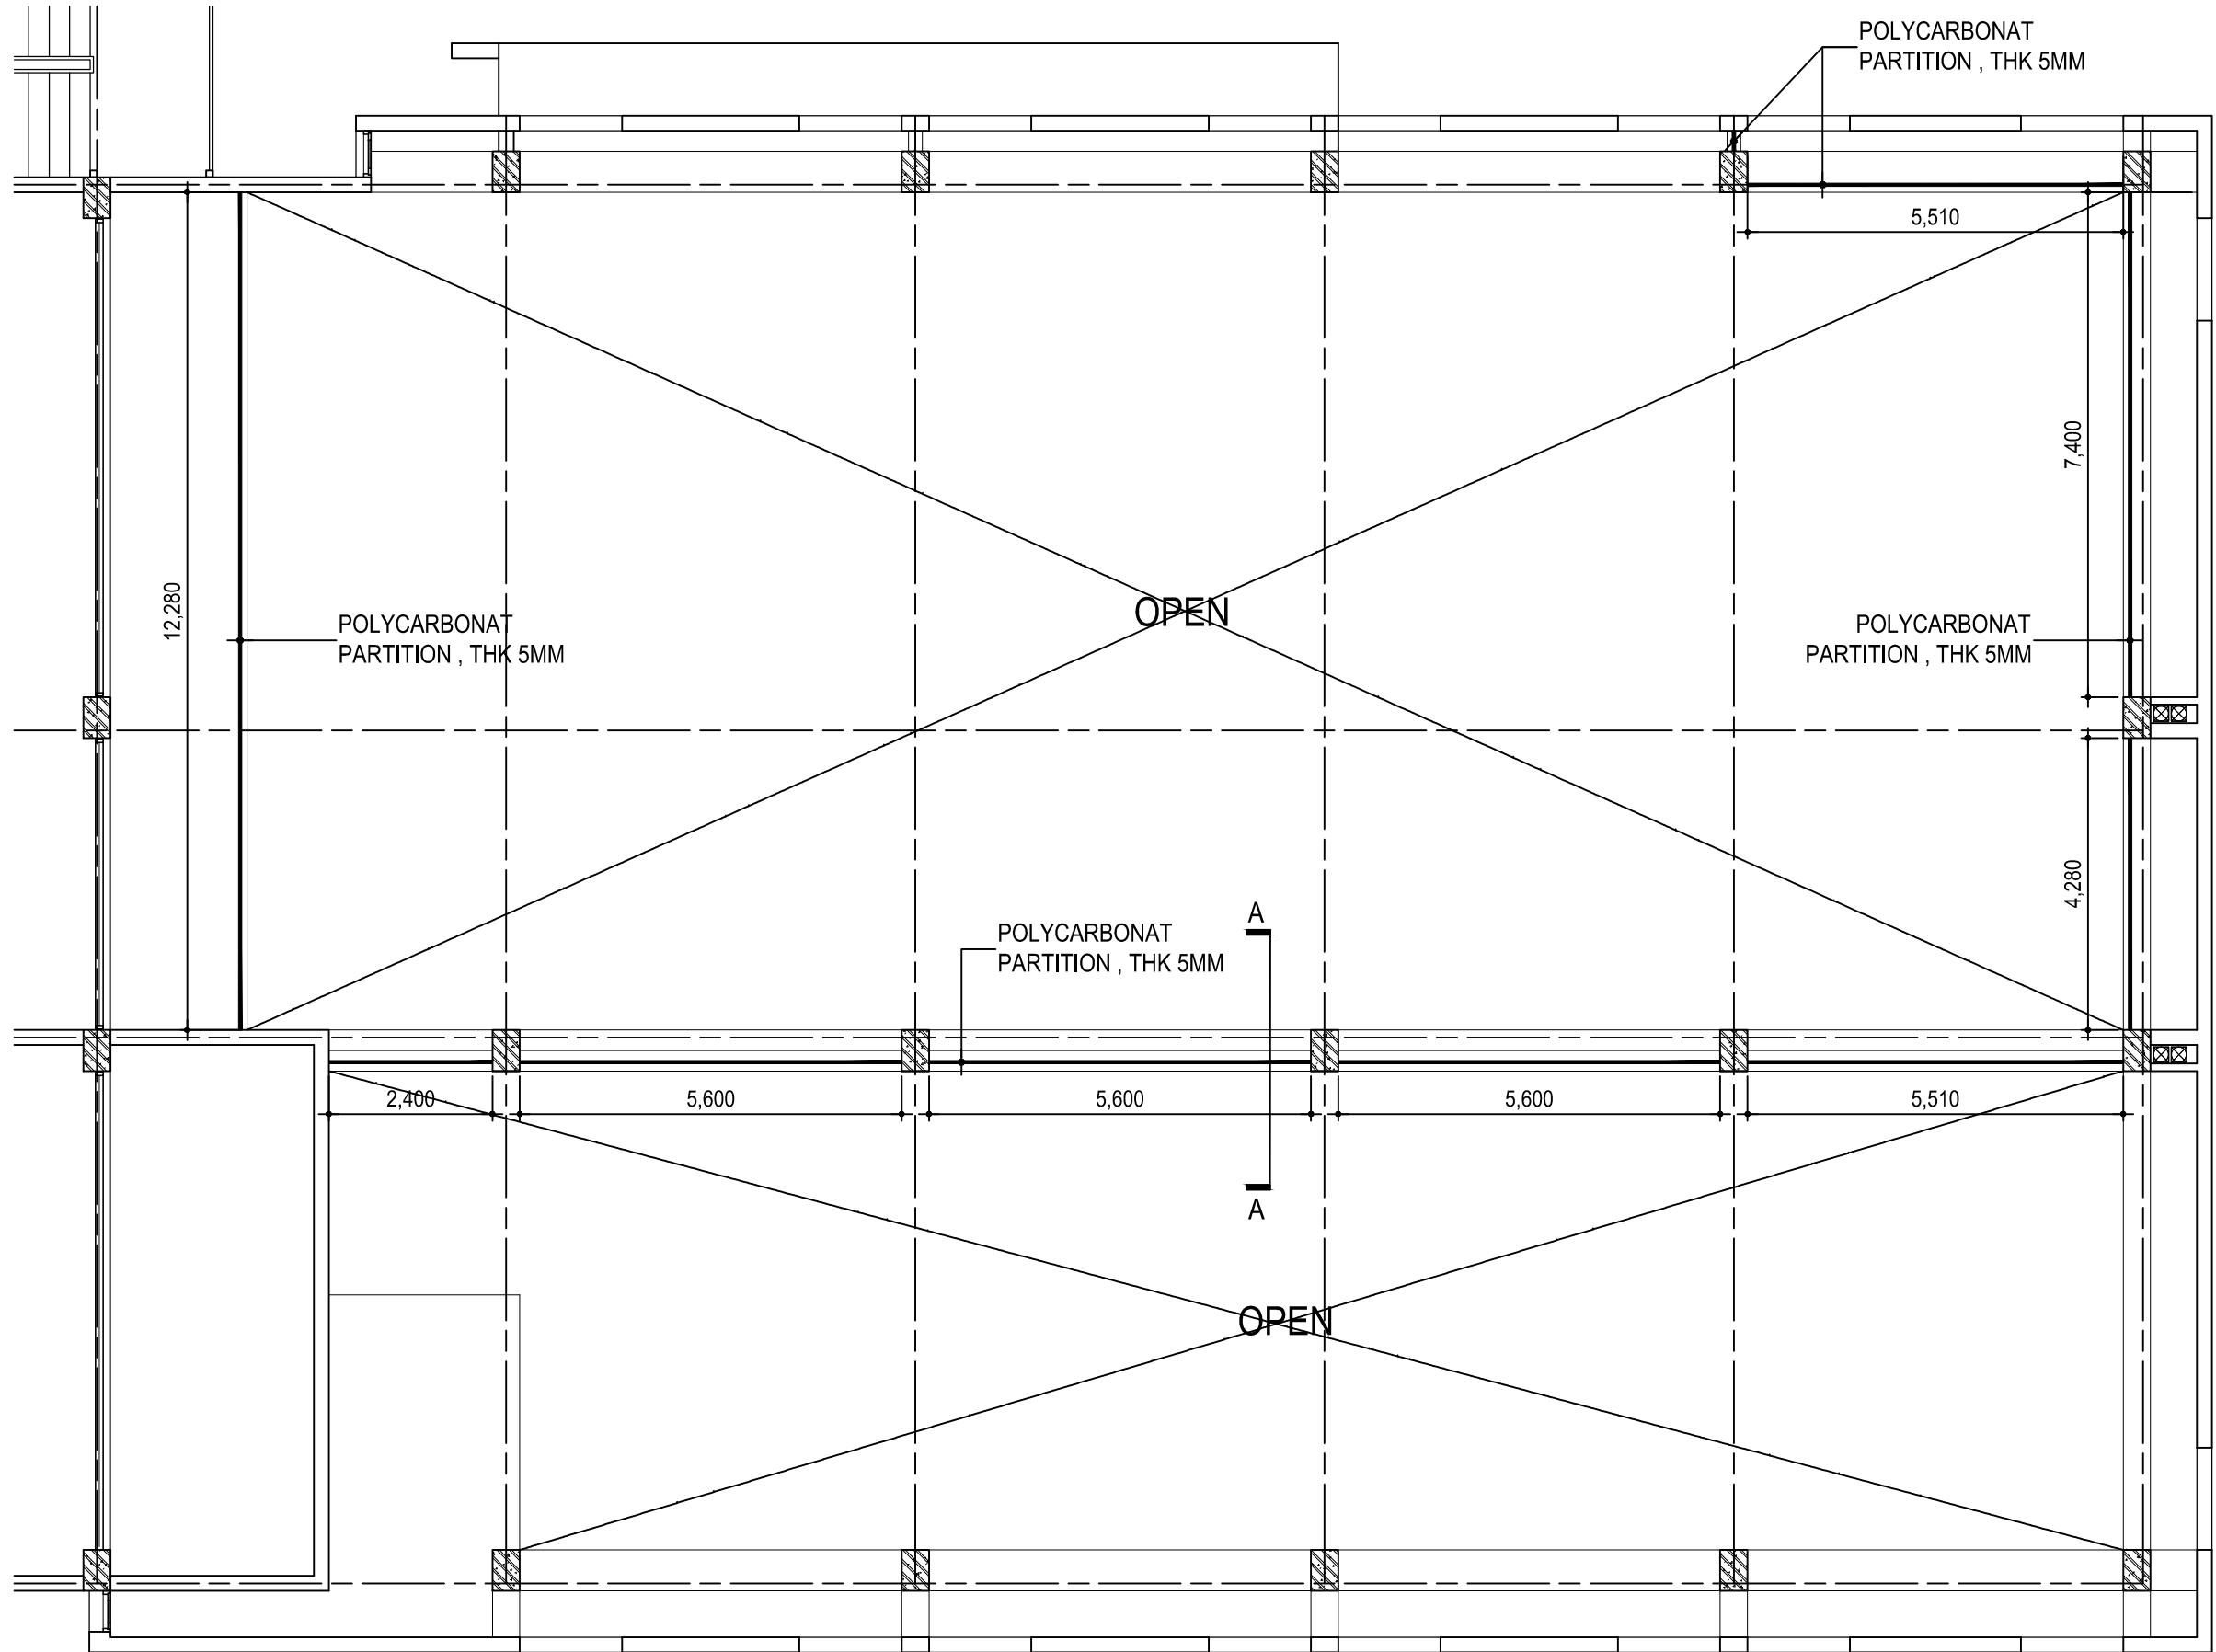 POLYCARBONAT
PARTITION , THK 5MM
5,510
7,400
12,280
POLYCARBONAT
PARTITION , THK 5MM
OPEN
POLYCARBONAT
PARTITION , THK 5MM
4,280
A
POLYCARBONAT
PARTITION , THK 5MM
2,400
5,600
5,600
5,600
5,510
A
OPEN